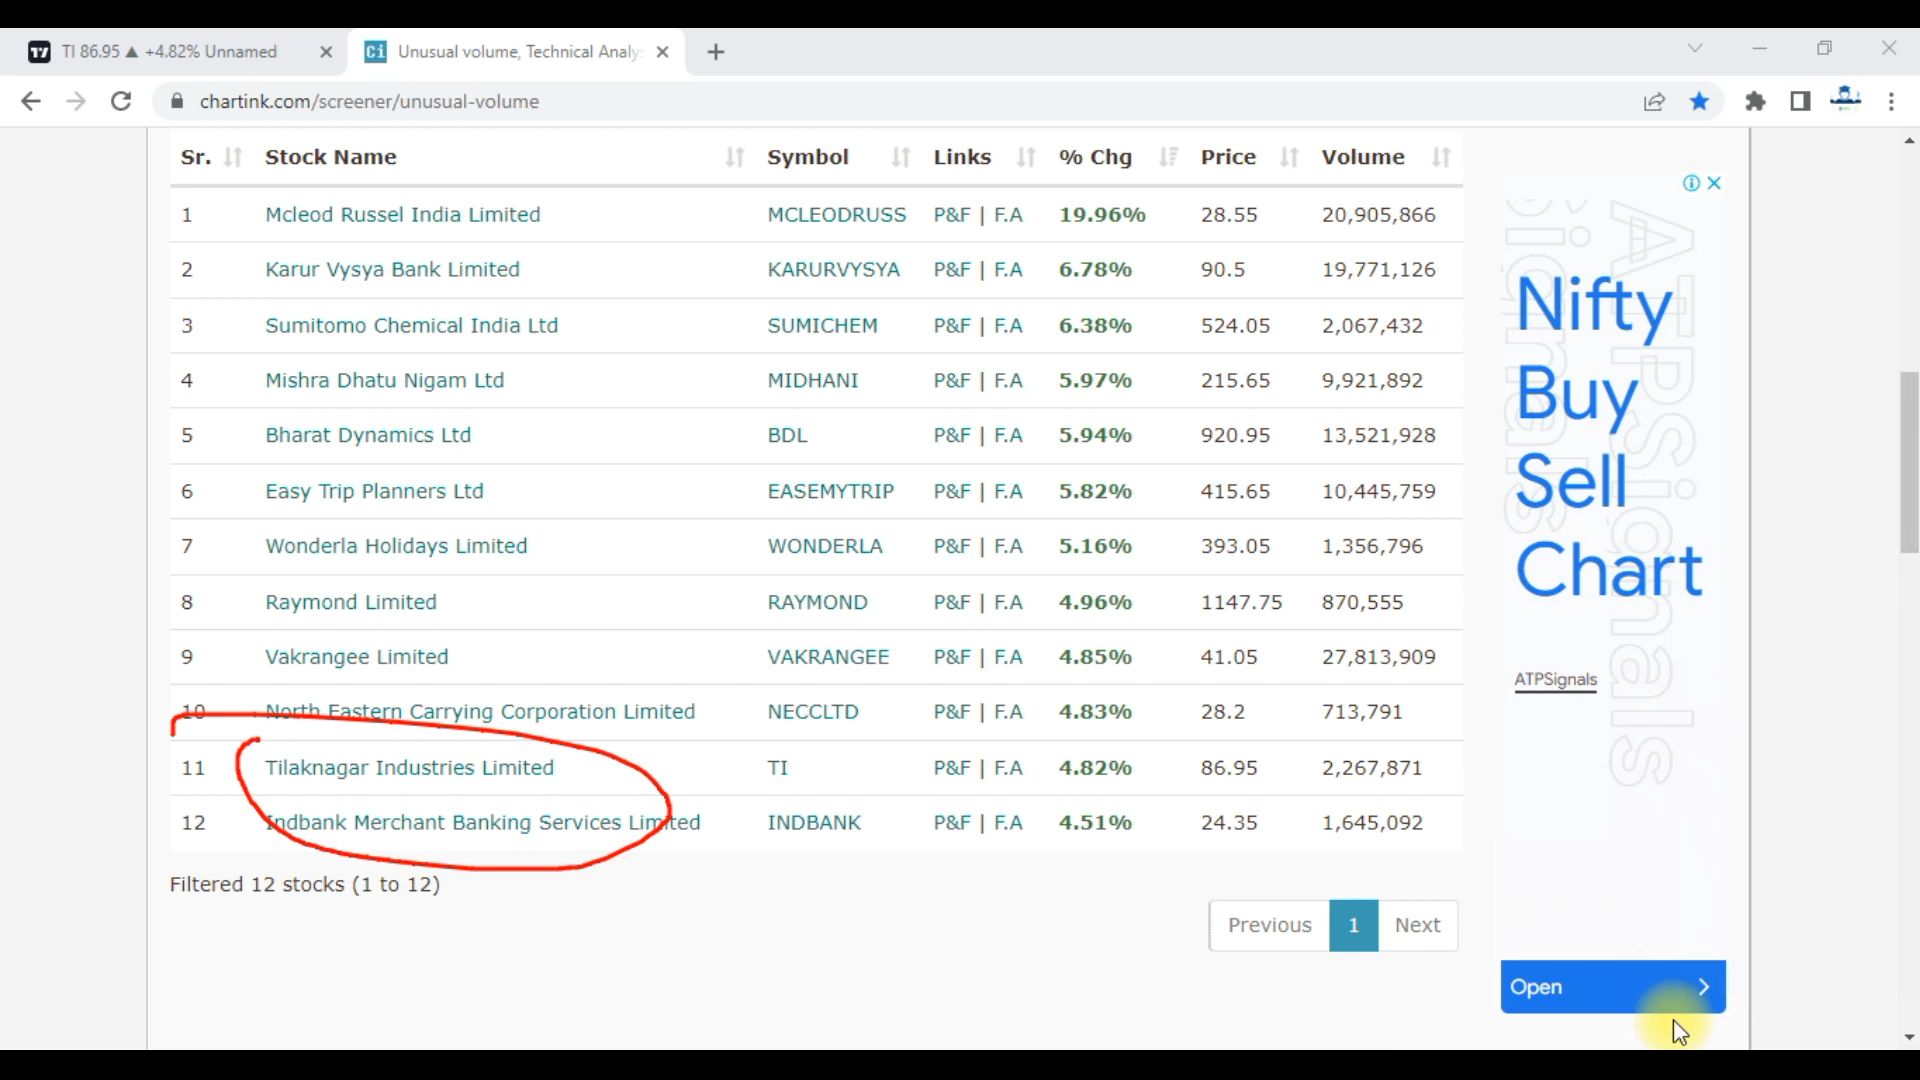 TI 86.95 ▲ +4.82% Unnamed
Ci Unusual volume, Technical Analys
chartink.com/screener/unusual-volume
Sr. Stock Name Symbol Links % Chg Price Volume
1 Mcleod Russel India Limited MCLEODRUSS P&F | F.A 19.96% 28.55 20,905,866
2 Karur Vysya Bank Limited KARURVYSYA P&F | F.A 6.78% 90.5 19,771,126
3 Sumitomo Chemical India Ltd SUMICHEM P&F | F.A 6.38% 524.05 2,067,432
4 Mishra Dhatu Nigam Ltd MIDHANI P&F | F.A 5.97% 215.65 9,921,892
5 Bharat Dynamics Ltd BDL P&F | F.A 5.94% 920.95 13,521,928
6 Easy Trip Planners Ltd EASEMYTRIP P&F | F.A 5.82% 415.65 10,445,759
7 Wonderla Holidays Limited WONDERLA P&F | F.A 5.16% 393.05 1,356,796
8 Raymond Limited RAYMOND P&F | F.A 4.96% 1147.75 870,555
9 Vakrangee Limited VAKRANGEE P&F | F.A 4.85% 41.05 27,813,909
10 North Eastern Carrying Corporation Limited NECCLTD P&F | F.A 4.83% 28.2 713,791
11 Tilaknagar Industries Limited TI P&F | F.A 4.82% 86.95 2,267,871
12 Indbank Merchant Banking Services Limited INDBANK P&F | F.A 4.51% 24.35 1,645,092
Filtered 12 stocks (1 to 12)
Previous 1 Next
ATPSignals
Nifty
Buy
Sell
Chart
ATPSignals
Open